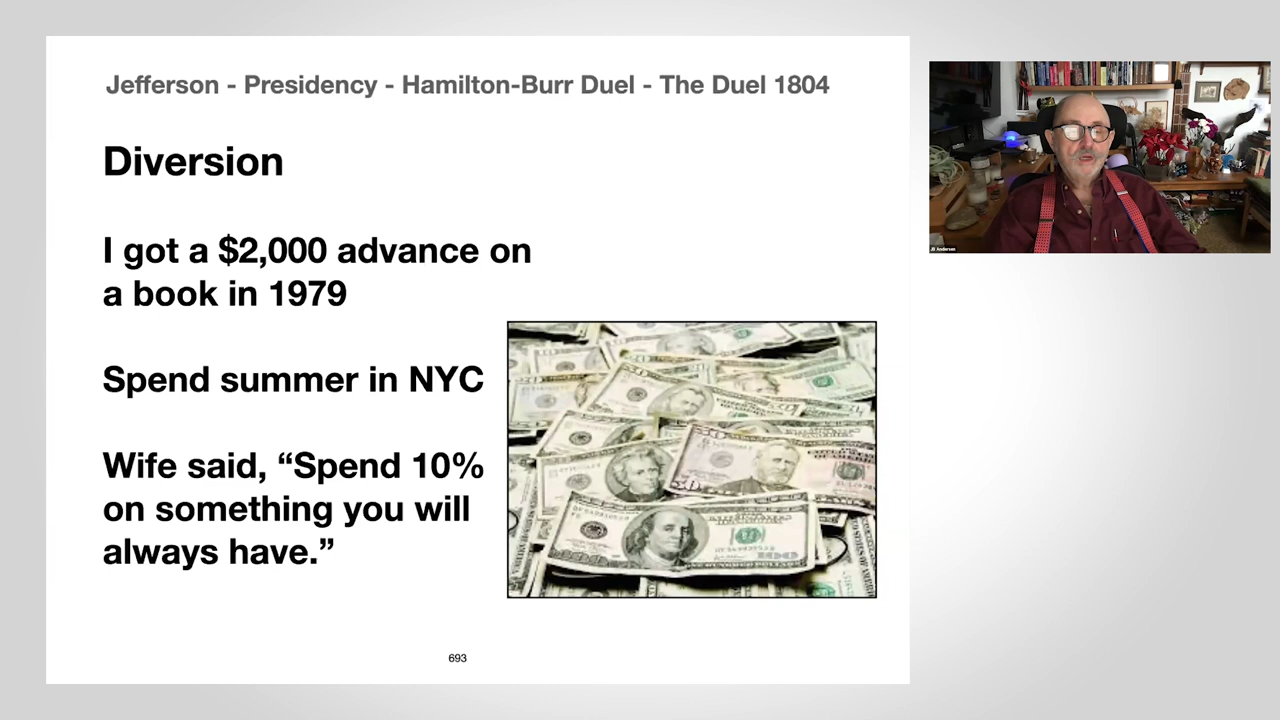 Jefferson - Presidency - Hamilton-Burr Duel - The Duel 1804
Diversion
I got a $2,000 advance on
a book in 1979
Spend summer in NYC
Wife said, “Spend 10%
on something you will
always have.”
693